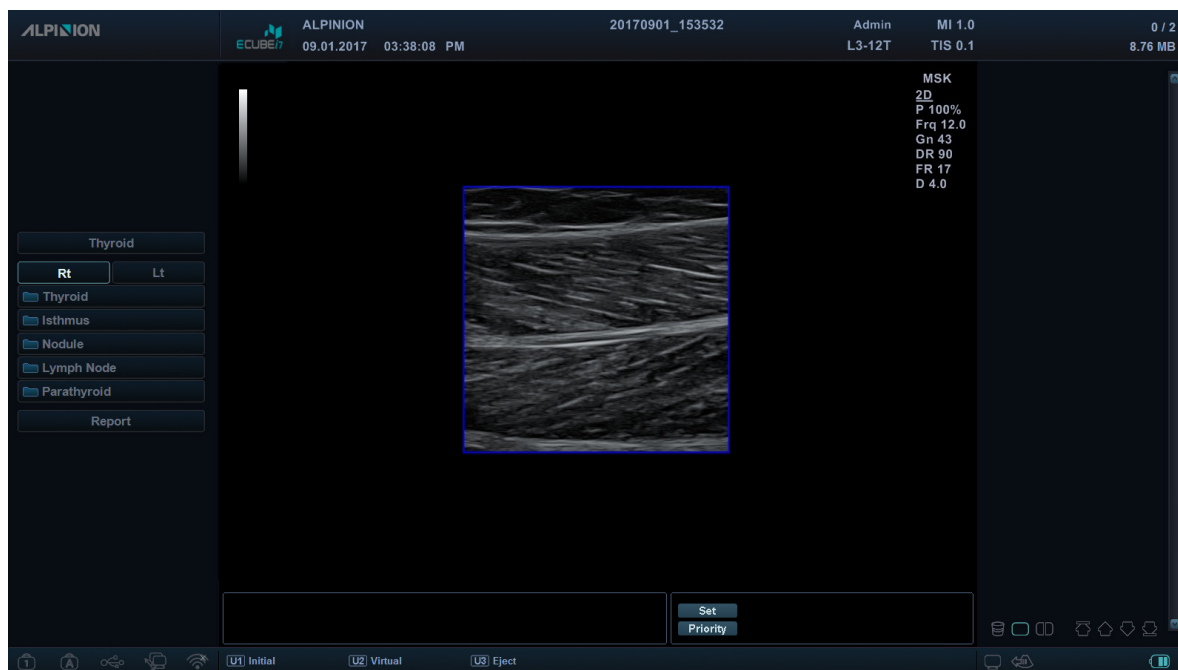 ALPINION
ECUBEi7
ALPINION
20170901_153532
Admin
MI 1.0
0 / 2
09.01.2017 03:38:08 PM
L3-12T
TIS 0.1
8.76 MB
MSK
2D
P 100%
Frq 12.0
Gn 43
DR 90
FR 17
D 4.0
Thyroid
Rt
Lt
Thyroid
Isthmus
Nodule
Lymph Node
Parathyroid
Report
Set
Priority
1
A
U1 Initial
U2 Virtual
U3 Eject